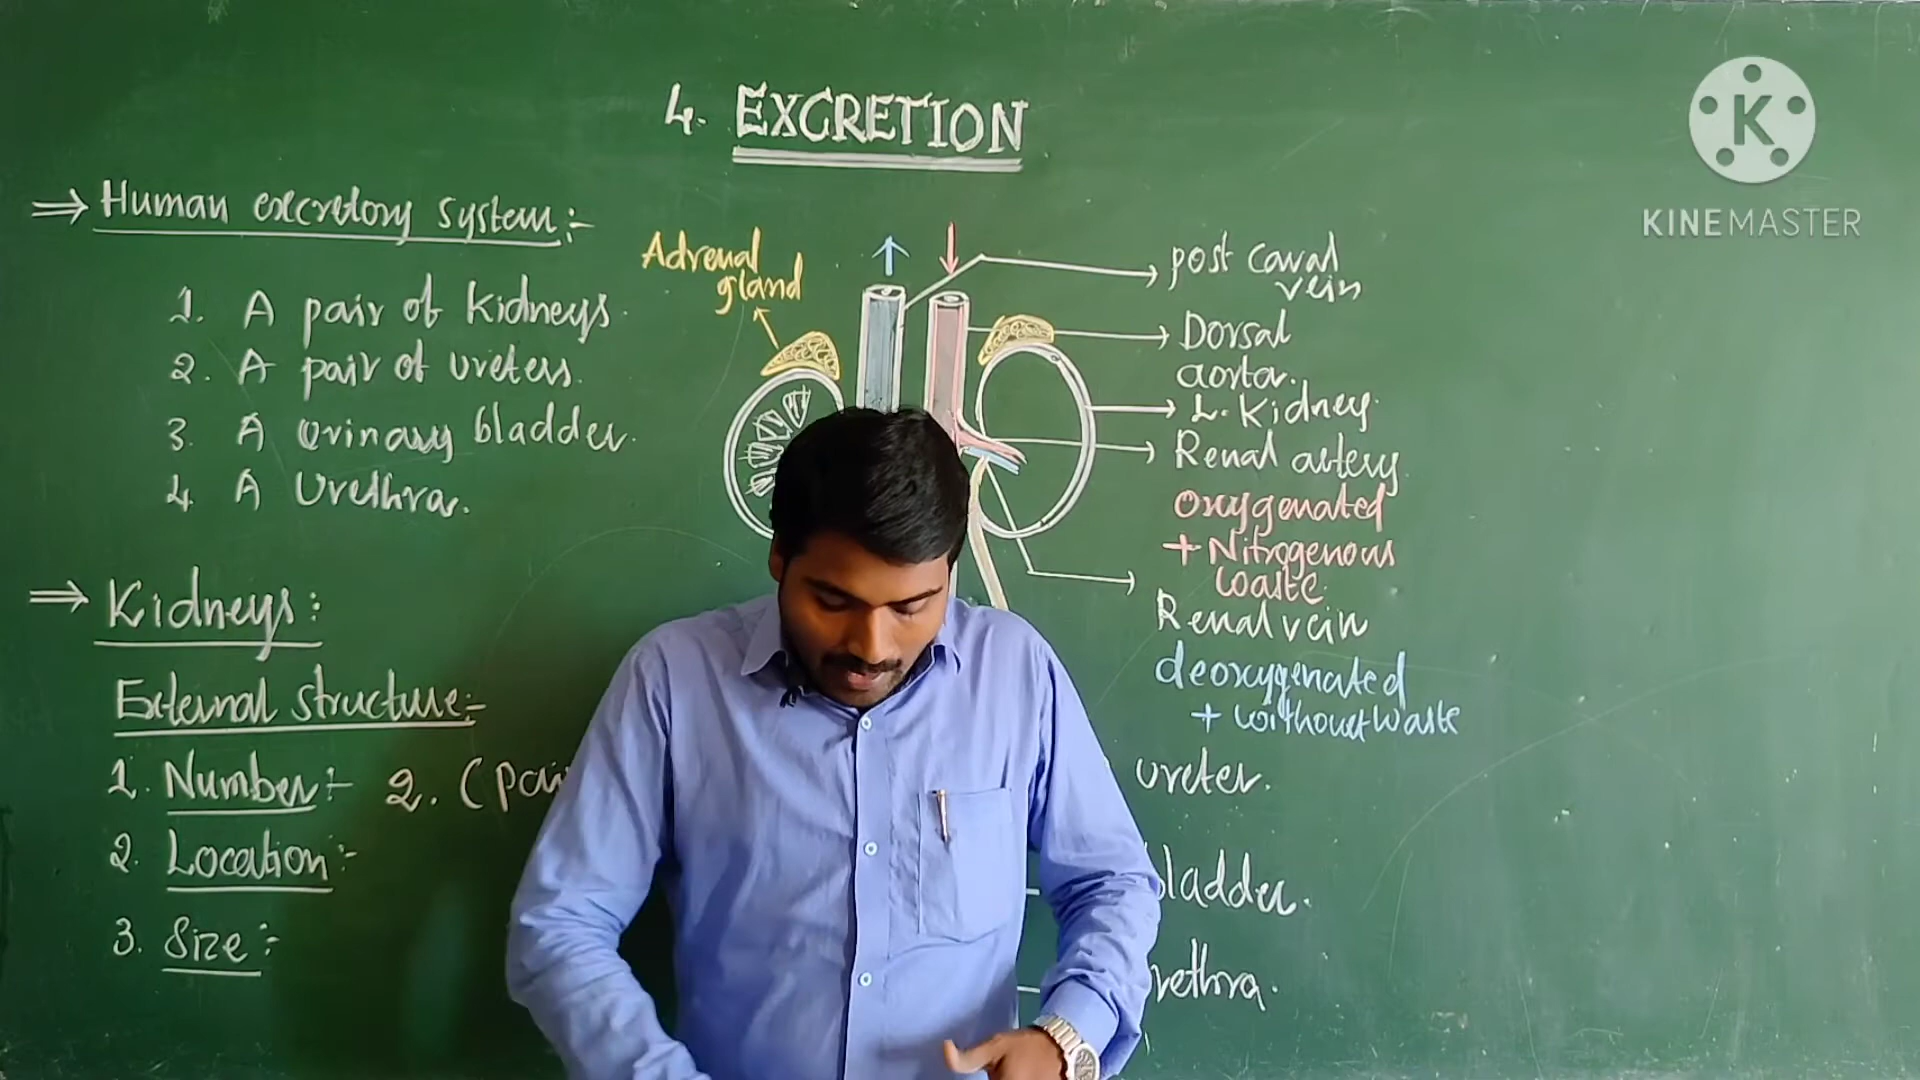 4. EXCRETION
⇒ Human excretory system:-
1. A pair of kidneys.
2. A pair of ureters.
3. A urinary bladder.
4. A Urethra.
⇒ Kidneys:
External structure:-
1. Number:- 2. (pai
2. Location:-
3. Size:-
Adrenal
gland
post caval
vein
Dorsal
aorta.
L. Kidney.
Renal artery
oxygenated
+ Nitrogenous
waste.
Renal vein
deoxygenated
+ without waste
ureter.
bladder.
rethra.
K
KINEMASTER